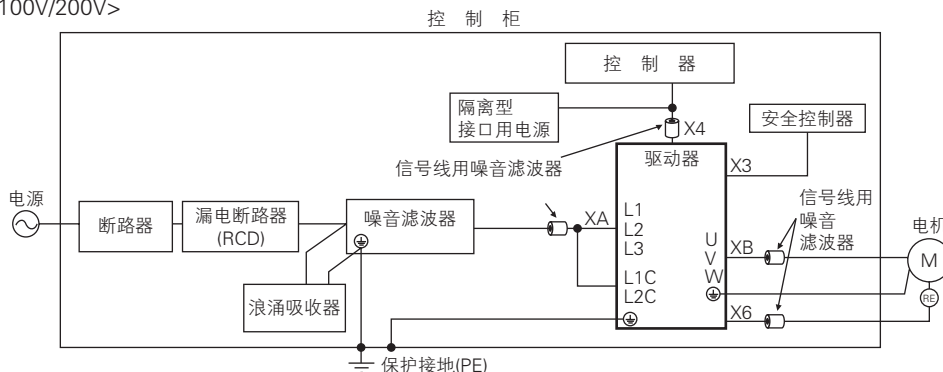 100V/200V>
控 制 柜
控 制 器
隔离型
接口用电源
X4
安全控制器
信号线用噪音滤波器
驱动器
X3
电源
断路器
漏电断路器
(RCD)
噪音滤波器
XA
L1
L2
L3
L1C
L2C
U
V
W
XB
信号线用
噪音
滤波器
电机
M
RE
X6
浪涌吸收器
保护接地(PE)